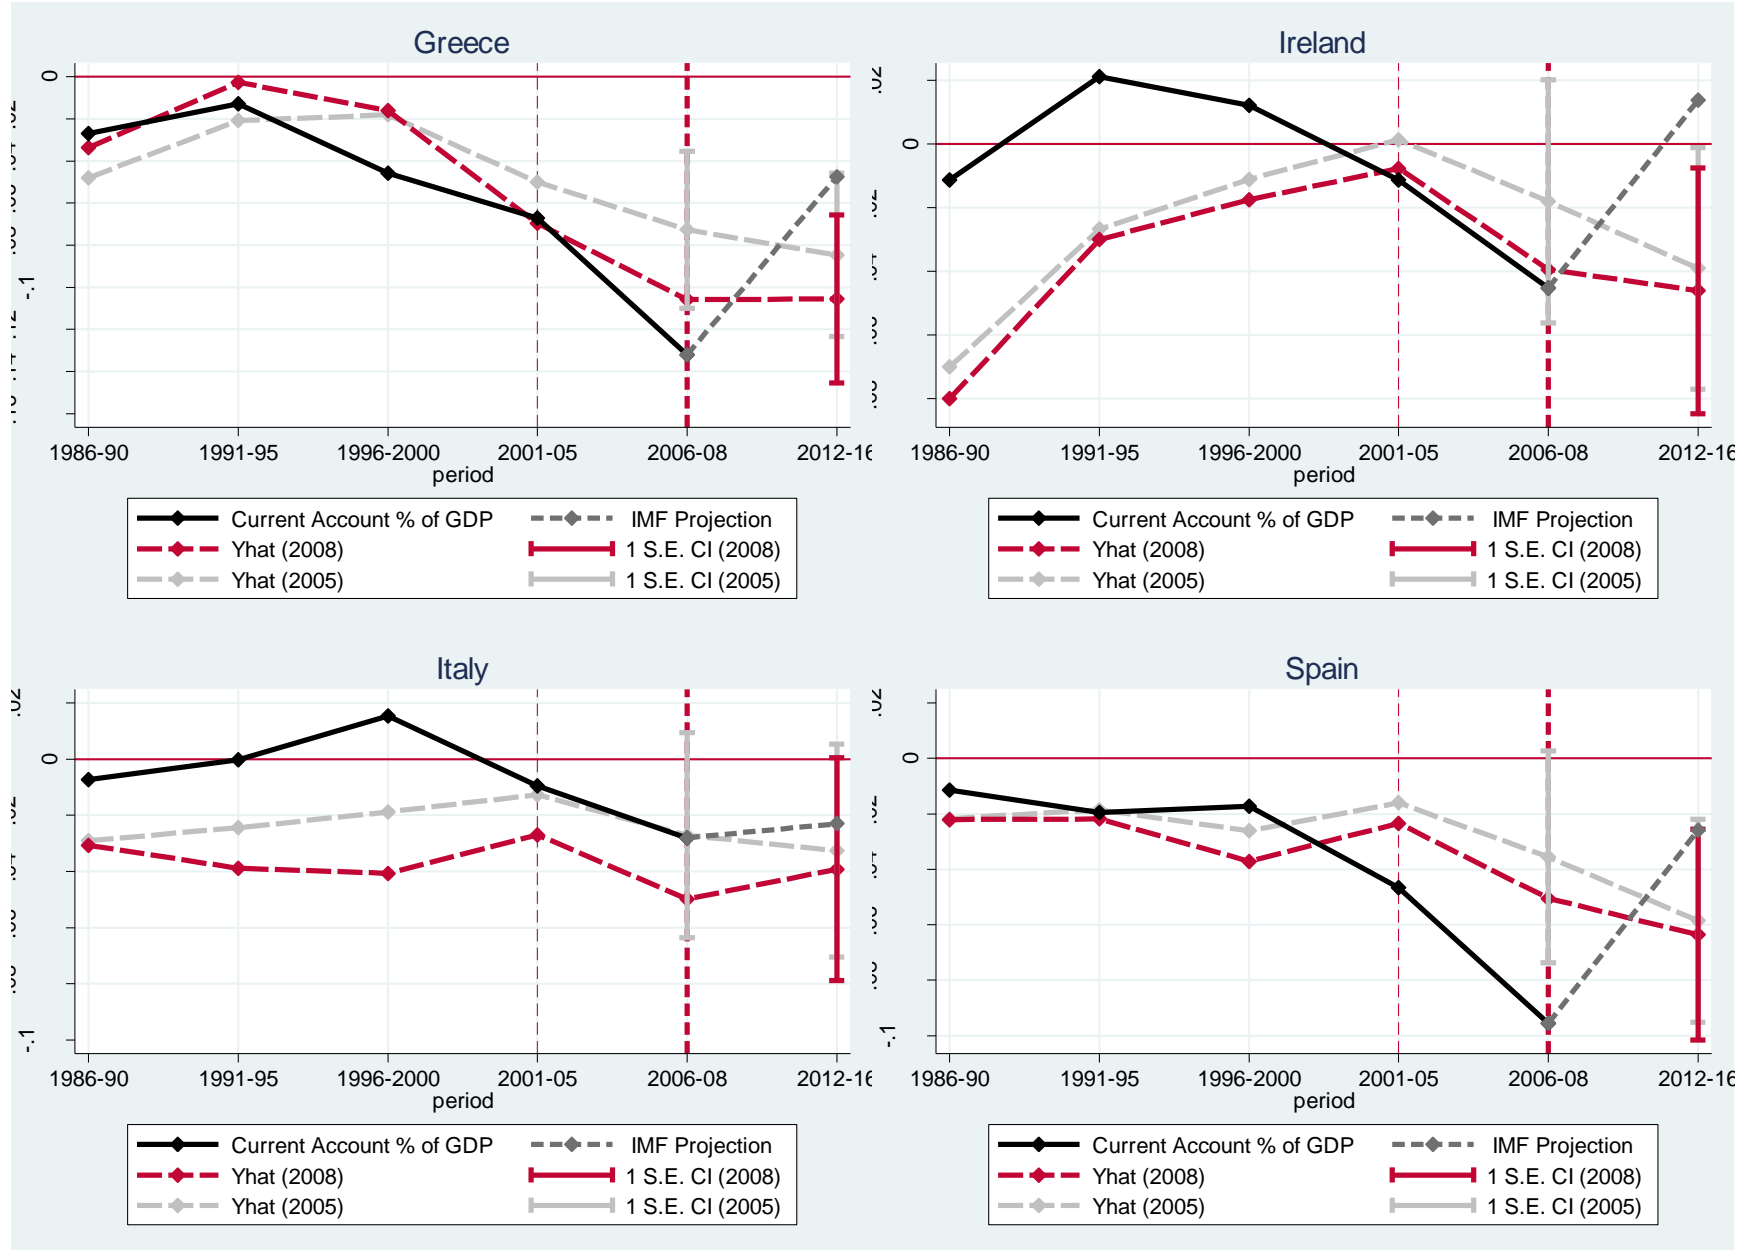 Greece
0
-.1
1986-90 1991-95 1996-2000 2001-05 2006-08 2012-16
period
Current Account % of GDP IMF Projection
Yhat (2008) 1 S.E. CI (2008)
Yhat (2005) 1 S.E. CI (2005)
Ireland
.02
0
1986-90 1991-95 1996-2000 2001-05 2006-08 2012-16
period
Current Account % of GDP IMF Projection
Yhat (2008) 1 S.E. CI (2008)
Yhat (2005) 1 S.E. CI (2005)
Italy
.02
0
-.1
1986-90 1991-95 1996-2000 2001-05 2006-08 2012-16
period
Current Account % of GDP IMF Projection
Yhat (2008) 1 S.E. CI (2008)
Yhat (2005) 1 S.E. CI (2005)
Spain
.02
0
-.1
1986-90 1991-95 1996-2000 2001-05 2006-08 2012-16
period
Current Account % of GDP IMF Projection
Yhat (2008) 1 S.E. CI (2008)
Yhat (2005) 1 S.E. CI (2005)